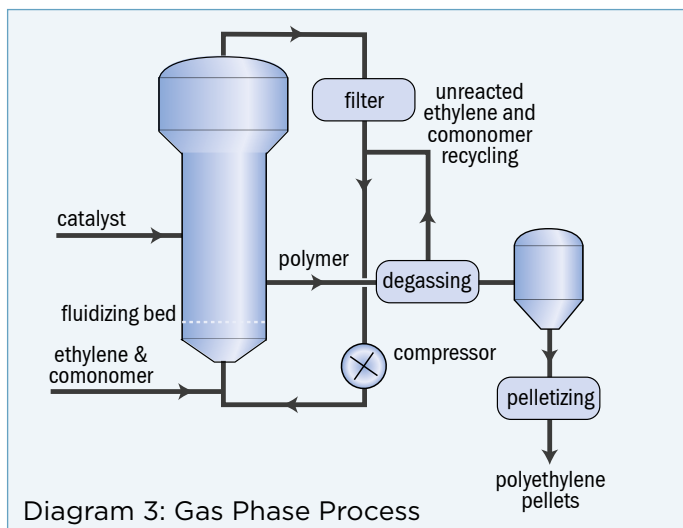 filter
unreacted
ethylene and
comonomer
recycling
catalyst
polymer
degassing
fluidizing bed
ethylene &
comonomer
compressor
pelletizing
polyethylene
pellets
Diagram 3: Gas Phase Process